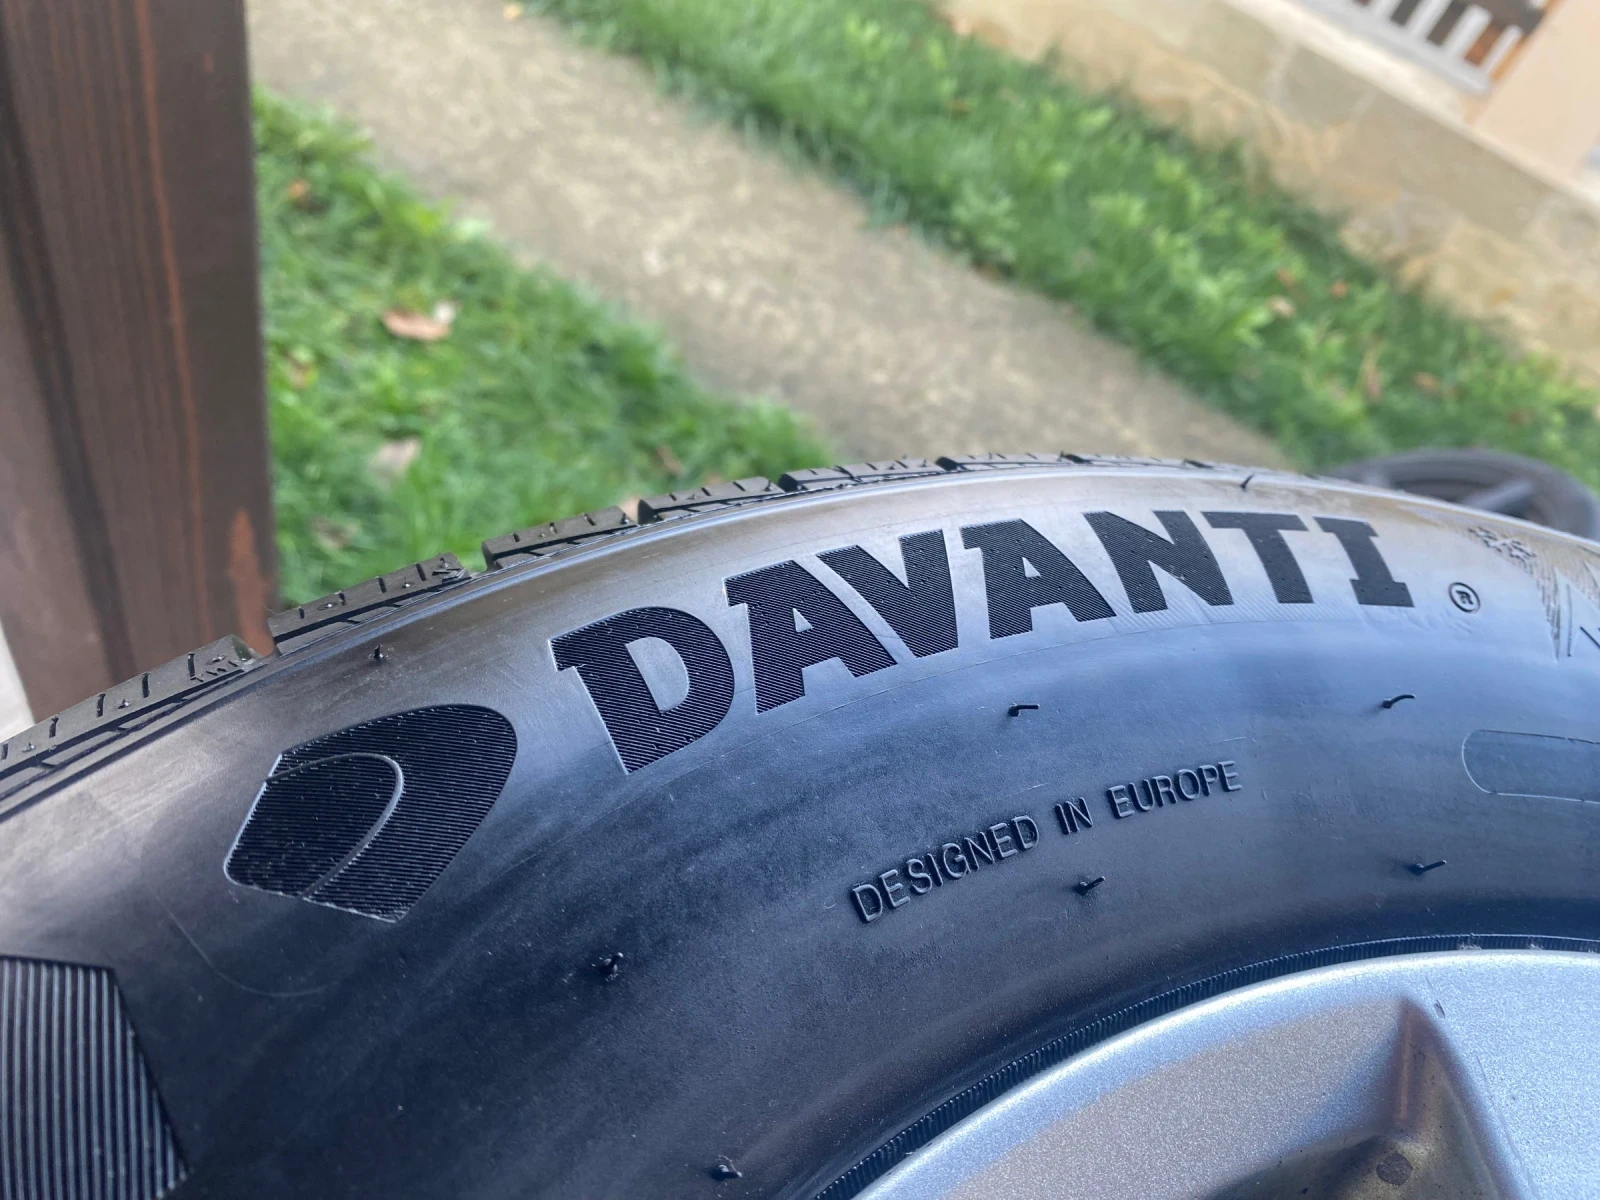 DAVANTI ®
DESIGNED IN EUROPE